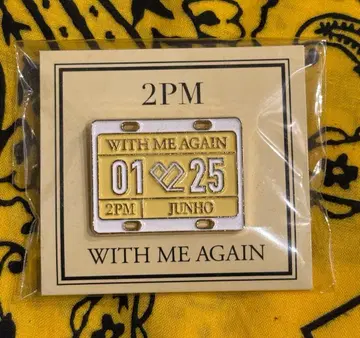 2PM
WITH ME AGAIN
01 25
2PM JUNHO
WITH ME AGAIN